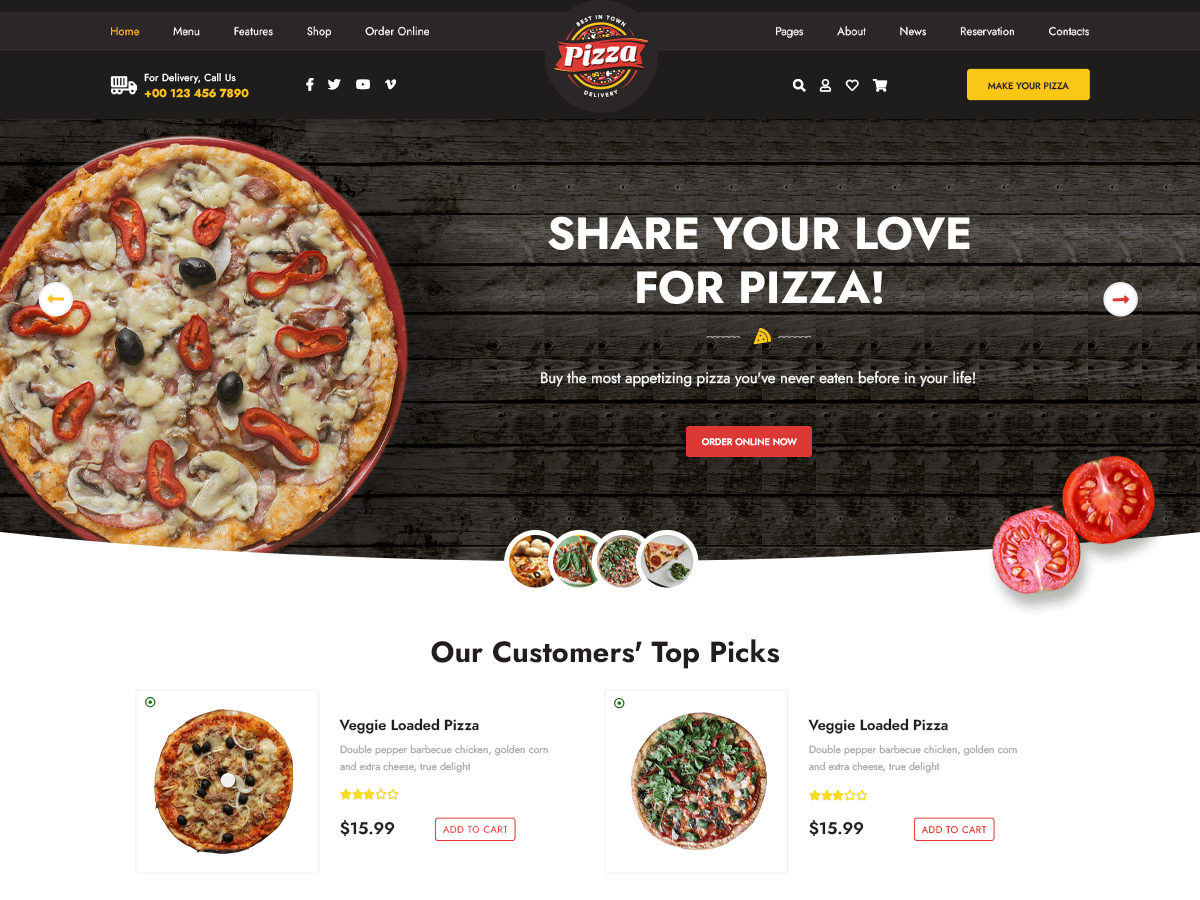 Home Menu Features Shop Order Online
BEST IN TOWN
Pizza
DELIVERY
Pages About News Reservation Contacts
For Delivery, Call Us
+00 123 456 7890
MAKE YOUR PIZZA
SHARE YOUR LOVE
FOR PIZZA!
Buy the most appetizing pizza you've never eaten before in your life!
ORDER ONLINE NOW
Our Customers' Top Picks
Veggie Loaded Pizza
Double pepper barbecue chicken, golden corn
and extra cheese, true delight
$15.99 ADD TO CART
Veggie Loaded Pizza
Double pepper barbecue chicken, golden corn
and extra cheese, true delight
$15.99 ADD TO CART